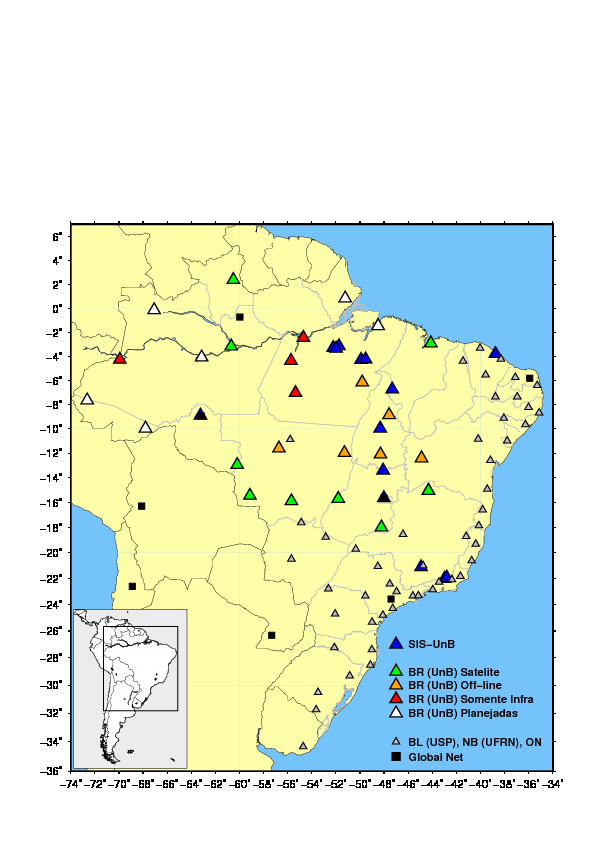 6°
4°
2°
0°
−2°
−4°
−6°
−8°
−10°
−12°
−14°
−16°
−18°
−20°
−22°
−24°
−26°
−28°
−30°
−32°
−34°
−36°
SIS−UnB
BR (UnB) Satelite
BR (UnB) Off−line
BR (UnB) Somente Infra
BR (UnB) Planejadas
BL (USP), NB (UFRN), ON
Global Net
−74° −72° −70° −68° −66° −64° −62° −60° −58° −56° −54° −52° −50° −48° −46° −44° −42° −40° −38° −36° −34°